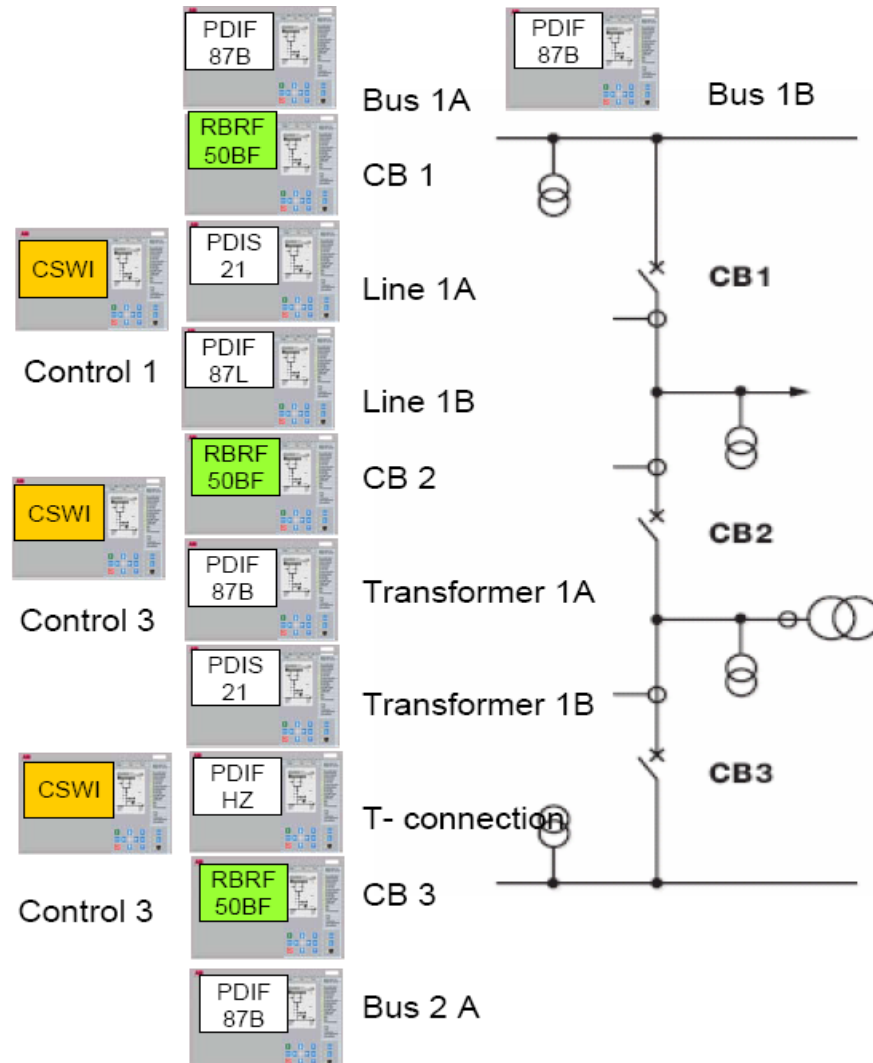 PDIF
87B
Bus 1A
PDIF
87B
Bus 1B
RBRF
50BF
CB 1
CSWI
Control 1
PDIS
21
Line 1A
CB1
PDIF
87L
Line 1B
CSWI
Control 3
RBRF
50BF
CB 2
CB2
PDIF
87B
Transformer 1A
PDIS
21
Transformer 1B
CSWI
Control 3
PDIF
HZ
T- connection
CB3
RBRF
50BF
CB 3
PDIF
87B
Bus 2 A